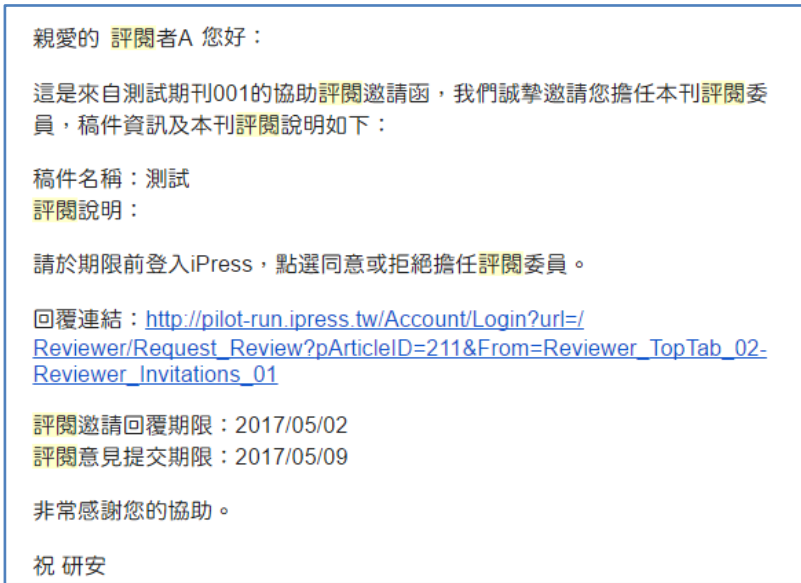 親愛的 評閱者A 您好：
這是來自測試期刊001的協助評閱邀請函，我們誠摯邀請您擔任本刊評閱委
員，稿件資訊及本刊評閱說明如下：
稿件名稱：測試
評閱說明：
請於期限前登入iPress，點選同意或拒絕擔任評閱委員。
回覆連結：http://pilot-run.ipress.tw/Account/Login?url=/
Reviewer/Request_Review?pArticleID=211&From=Reviewer_TopTab_02-
Reviewer_Invitations_01
評閱邀請回覆期限：2017/05/02
評閱意見提交期限：2017/05/09
非常感謝您的協助。
祝 研安